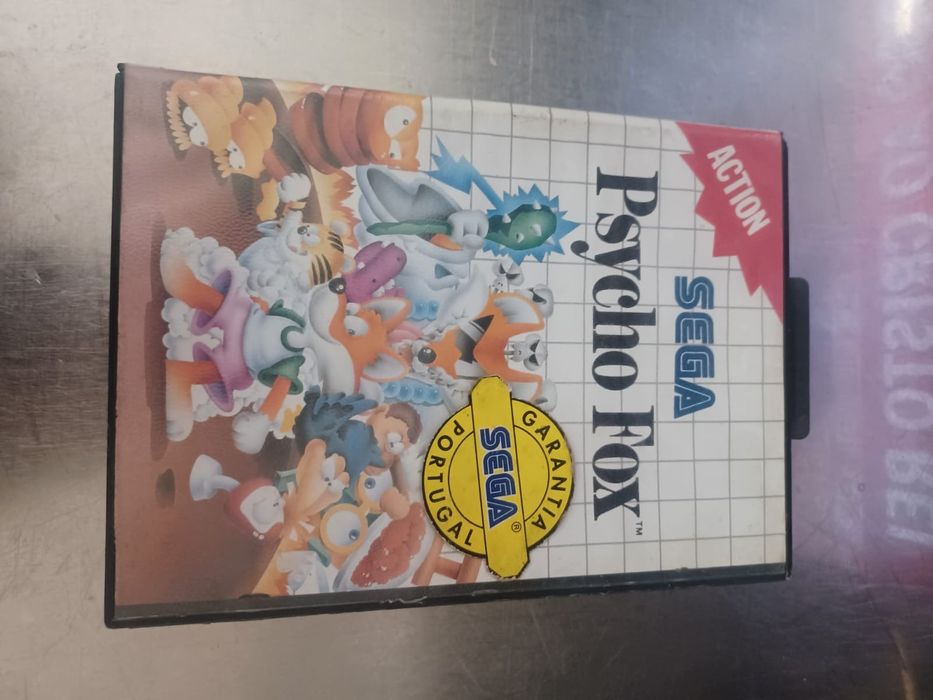 ACTION
SEGA
Psycho Fox™
GARANTIA
SEGA®
PORTUGAL